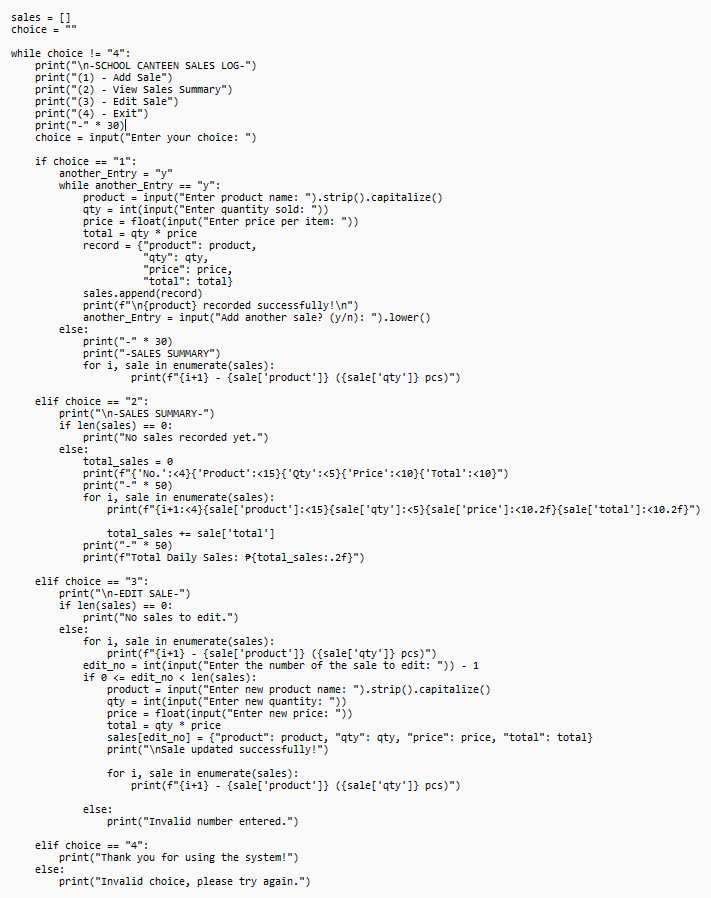 sales = []
choice = ""
while choice != "4":
    print("\n-SCHOOL CANTEEN SALES LOG-")
    print("(1) - Add Sale")
    print("(2) - View Sales Summary")
    print("(3) - Edit Sale")
    print("(4) - Exit")
    print("-" * 30)
    choice = input("Enter your choice: ")
    if choice == "1":
        another_Entry = "y"
        while another_Entry == "y":
            product = input("Enter product name: ").strip().capitalize()
            qty = int(input("Enter quantity sold: "))
            price = float(input("Enter price per item: "))
            total = qty * price
            record = {"product": product,
                      "qty": qty,
                      "price": price,
                      "total": total}
            sales.append(record)
            print(f"\n{product} recorded successfully!\n")
            another_Entry = input("Add another sale? (y/n): ").lower()
        else:
            print("-" * 30)
            print("-SALES SUMMARY")
            for i, sale in enumerate(sales):
                    print(f"{i+1} - {sale['product']} ({sale['qty']} pcs)")
    elif choice == "2":
        print("\n-SALES SUMMARY-")
        if len(sales) == 0:
            print("No sales recorded yet.")
        else:
            total_sales = 0
            print(f"{'No.':<4}{'Product':<15}{'Qty':<5}{'Price':<10}{'Total':<10}")
            print("-" * 50)
            for i, sale in enumerate(sales):
                print(f"{i+1:<4}{sale['product']:<15}{sale['qty']:<5}{sale['price']:<10.2f}{sale['total']:<10.2f}")
                total_sales += sale['total']
            print("-" * 50)
            print(f"Total Daily Sales: ₱{total_sales:.2f}")
    elif choice == "3":
        print("\n-EDIT SALE-")
        if len(sales) == 0:
            print("No sales to edit.")
        else:
            for i, sale in enumerate(sales):
                print(f"{i+1} - {sale['product']} ({sale['qty']} pcs)")
            edit_no = int(input("Enter the number of the sale to edit: ")) - 1
            if 0 <= edit_no < len(sales):
                product = input("Enter new product name: ").strip().capitalize()
                qty = int(input("Enter new quantity: "))
                price = float(input("Enter new price: "))
                total = qty * price
                sales[edit_no] = {"product": product, "qty": qty, "price": price, "total": total}
                print("\nSale updated successfully!")
                for i, sale in enumerate(sales):
                    print(f"{i+1} - {sale['product']} ({sale['qty']} pcs)")
            else:
                print("Invalid number entered.")
    elif choice == "4":
        print("Thank you for using the system!")
    else:
        print("Invalid choice, please try again.")